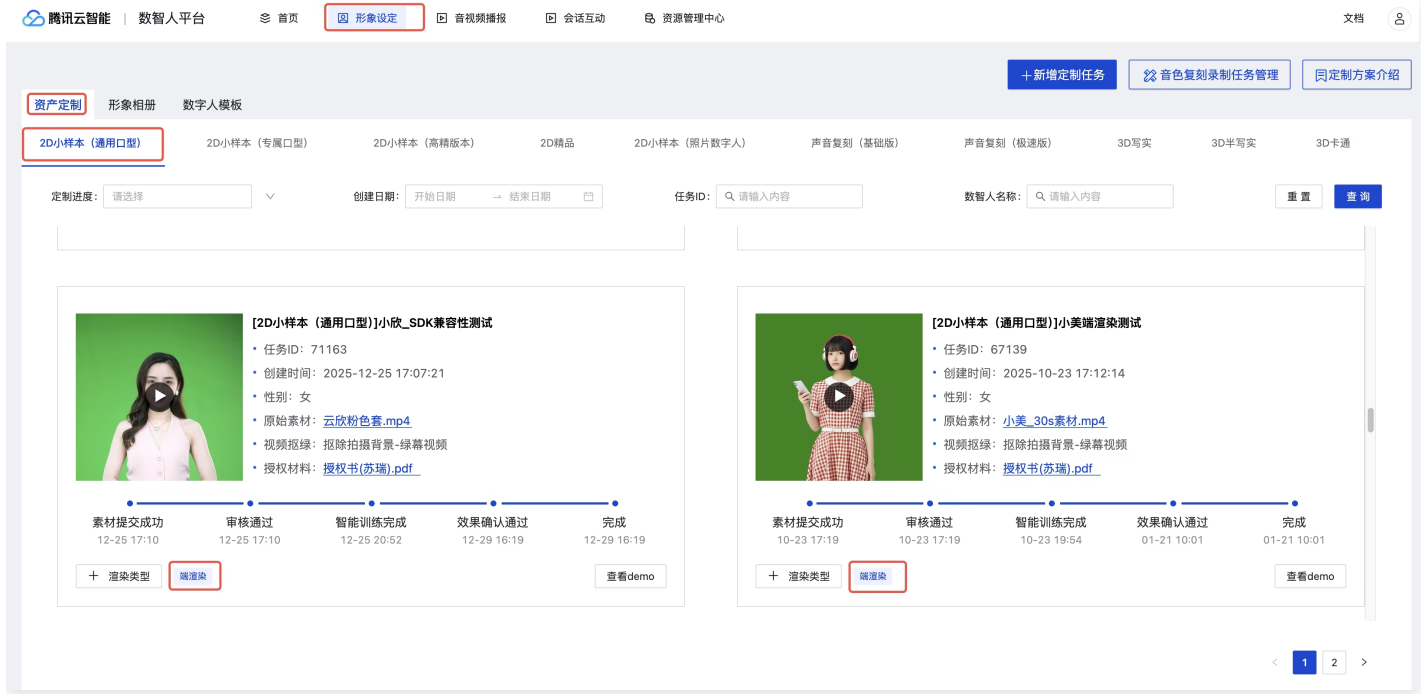 腾讯云智能 | 数智人平台 首页 形象设定 音视频播报 会话互动 资源管理中心 文档
+新增定制任务 音色复刻录制任务管理 定制方案介绍
资产定制 形象相册 数字人模板
2D小样本（通用口型） 2D小样本（专属口型） 2D小样本（高精版本） 2D精品 2D小样本（照片数字人） 声音复刻（基础版） 声音复刻（极速版） 3D写实 3D半写实 3D卡通
定制进度： 请选择 创建日期： 开始日期 → 结束日期 任务ID： 请输入内容 数智人名称： 请输入内容 重 置 查 询
[2D小样本（通用口型）]小欣_SDK兼容性测试
• 任务ID：71163
• 创建时间：2025-12-25 17:07:21
• 性别：女
• 原始素材：云欣粉色套.mp4
• 视频抠绿：抠除拍摄背景-绿幕视频
• 授权材料：授权书(苏瑞).pdf
素材提交成功 审核通过 智能训练完成 效果确认通过 完成
12-25 17:10 12-25 17:10 12-25 20:52 12-29 16:19 12-29 16:19
+ 渲染类型 端渲染 查看demo
[2D小样本（通用口型）]小美端渲染测试
• 任务ID：67139
• 创建时间：2025-10-23 17:12:14
• 性别：女
• 原始素材：小美_30s素材.mp4
• 视频抠绿：抠除拍摄背景-绿幕视频
• 授权材料：授权书(苏瑞).pdf
素材提交成功 审核通过 智能训练完成 效果确认通过 完成
10-23 17:19 10-23 17:19 10-23 19:54 01-21 10:01 01-21 10:01
+ 渲染类型 端渲染 查看demo
< 1 2 >